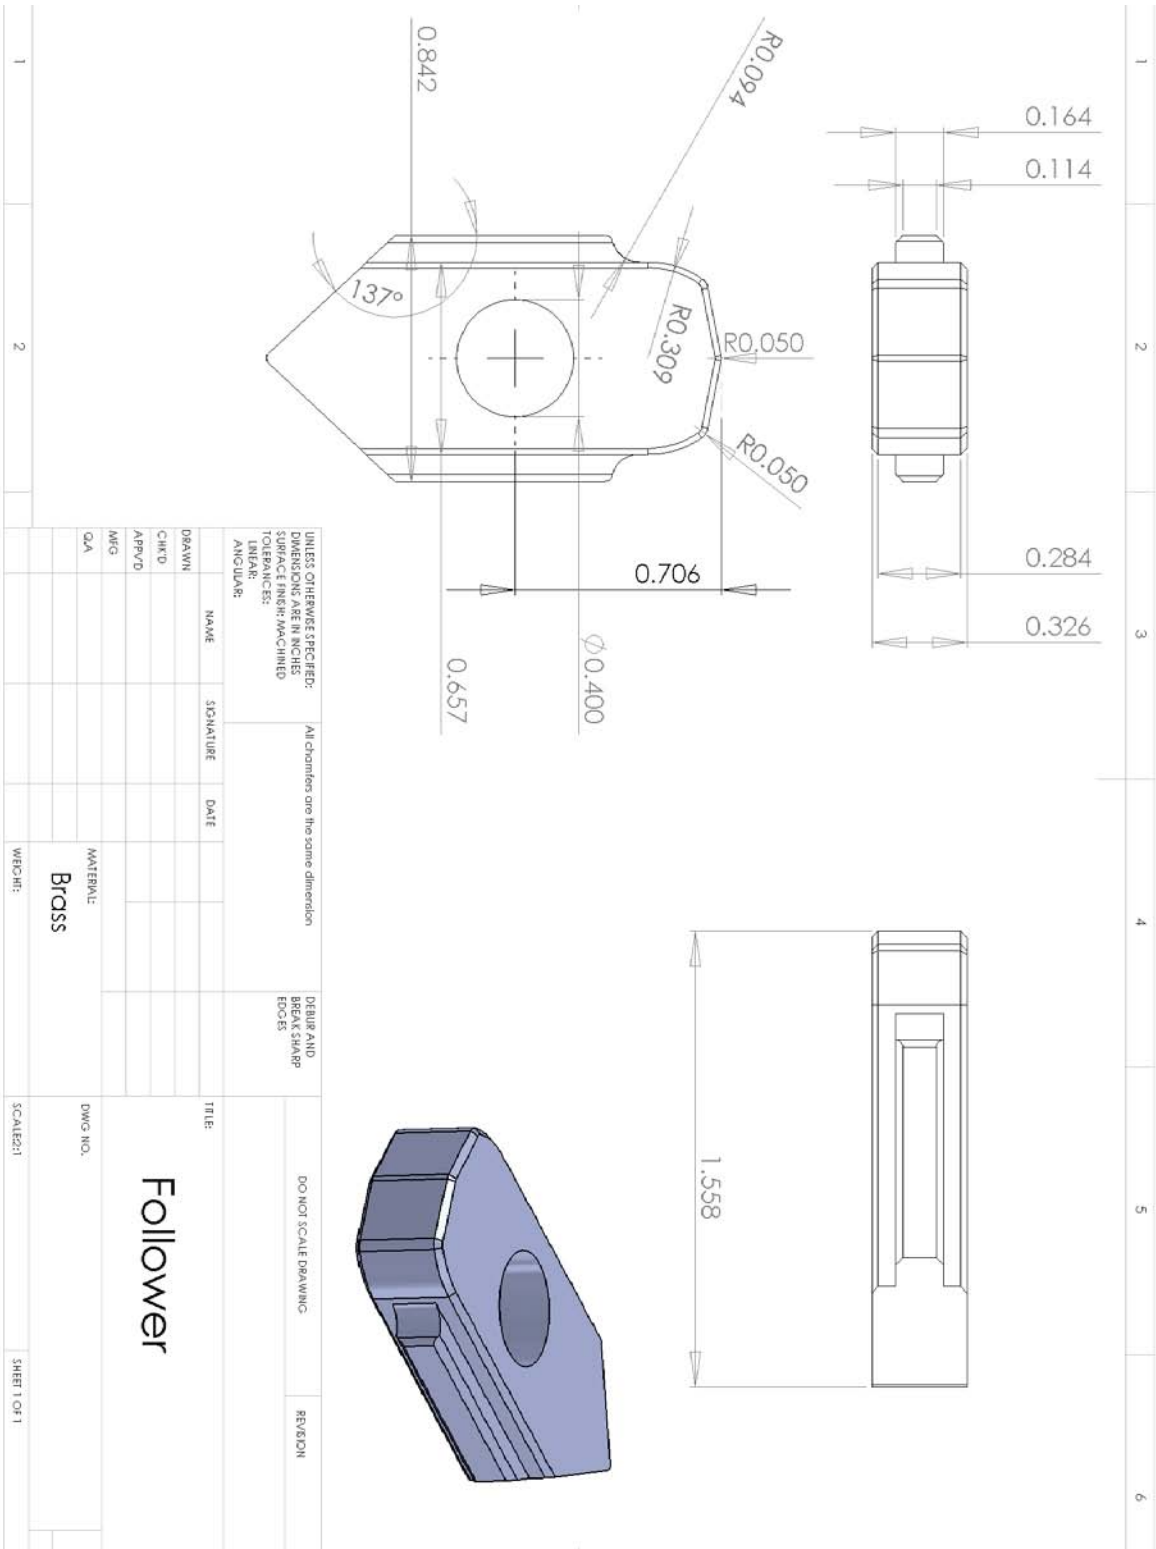 1
2
3
4
5
6
1
2
0.842
R0.094
0.164
0.114
137°
R0.309
R0.050
R0.050
0.706
0.284
0.326
Ø0.400
0.657
1.558
UNLESS OTHERWISE SPECIFIED:
DIMENSIONS ARE IN INCHES
SURFACE FINISH: MACHINED
TOLERANCES:
LINEAR:
ANGULAR:
All chamfers are the same dimension
DEBUR AND
BREAK SHARP
EDGES
DO NOT SCALE DRAWING
REVISION
NAME
SIGNATURE
DATE
TITLE:
DRAWN
CHK'D
APPV'D
MFG
Q.A
Follower
MATERIAL:
Brass
DWG NO.
WEIGHT:
SCALE:2:1
SHEET 1 OF 1